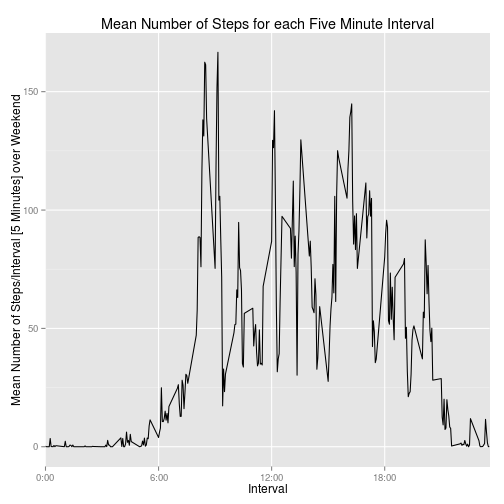 Mean Number of Steps for each Five Minute Interval
Mean Number of Steps/Interval [5 Minutes] over Weekend
150
100
50
0
0:00 6:00 12:00 18:00
Interval